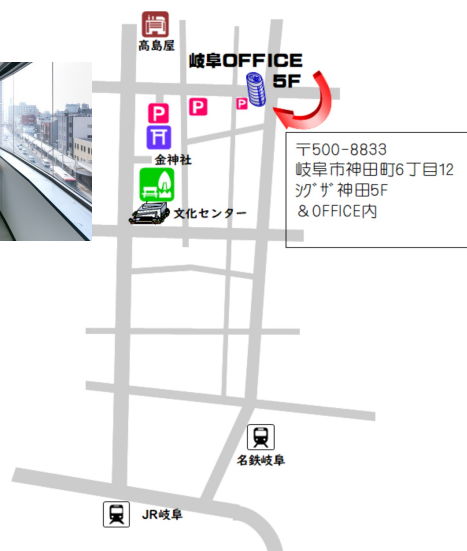 高島屋
岐阜OFFICE
5F
P
P
P
金神社
文化センター
〒500-8833
岐阜市神田町6丁目12
ｼｸﾞｻﾞ神田5F
＆OFFICE内
名鉄岐阜
JR岐阜